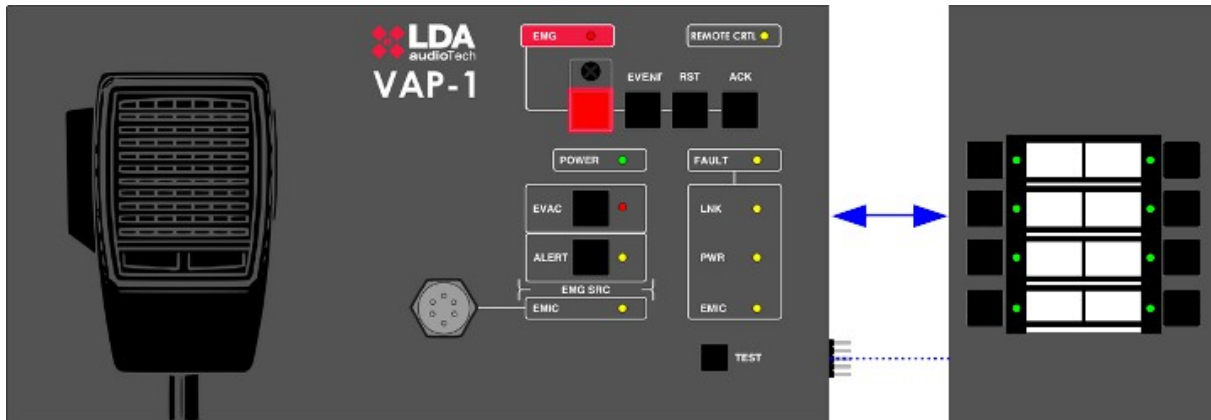 LDA
audioTech
VAP-1
EMG
REMOTE CRTL
EVENT
RST
ACK
POWER
FAULT
EVAC
LNK
ALERT
PWR
EMG SRC
EMIC
EMIC
TEST